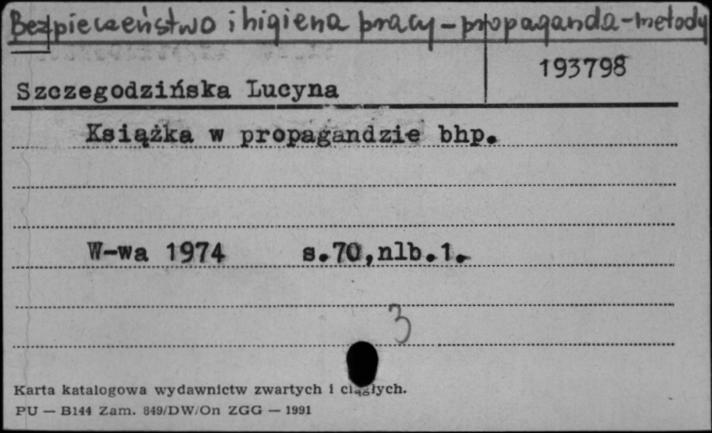 Bezpieczeństwo i higiena pracy - propaganda - metody
193798
Szczegodzińska Lucyna
Książka w propagandzie bhp.
W-wa 1974 s.70,nlb.1.
3
Karta katalogowa wydawnictw zwartych i ciągłych.
PU — B144 Zam. 849/DW/On ZGG — 1991